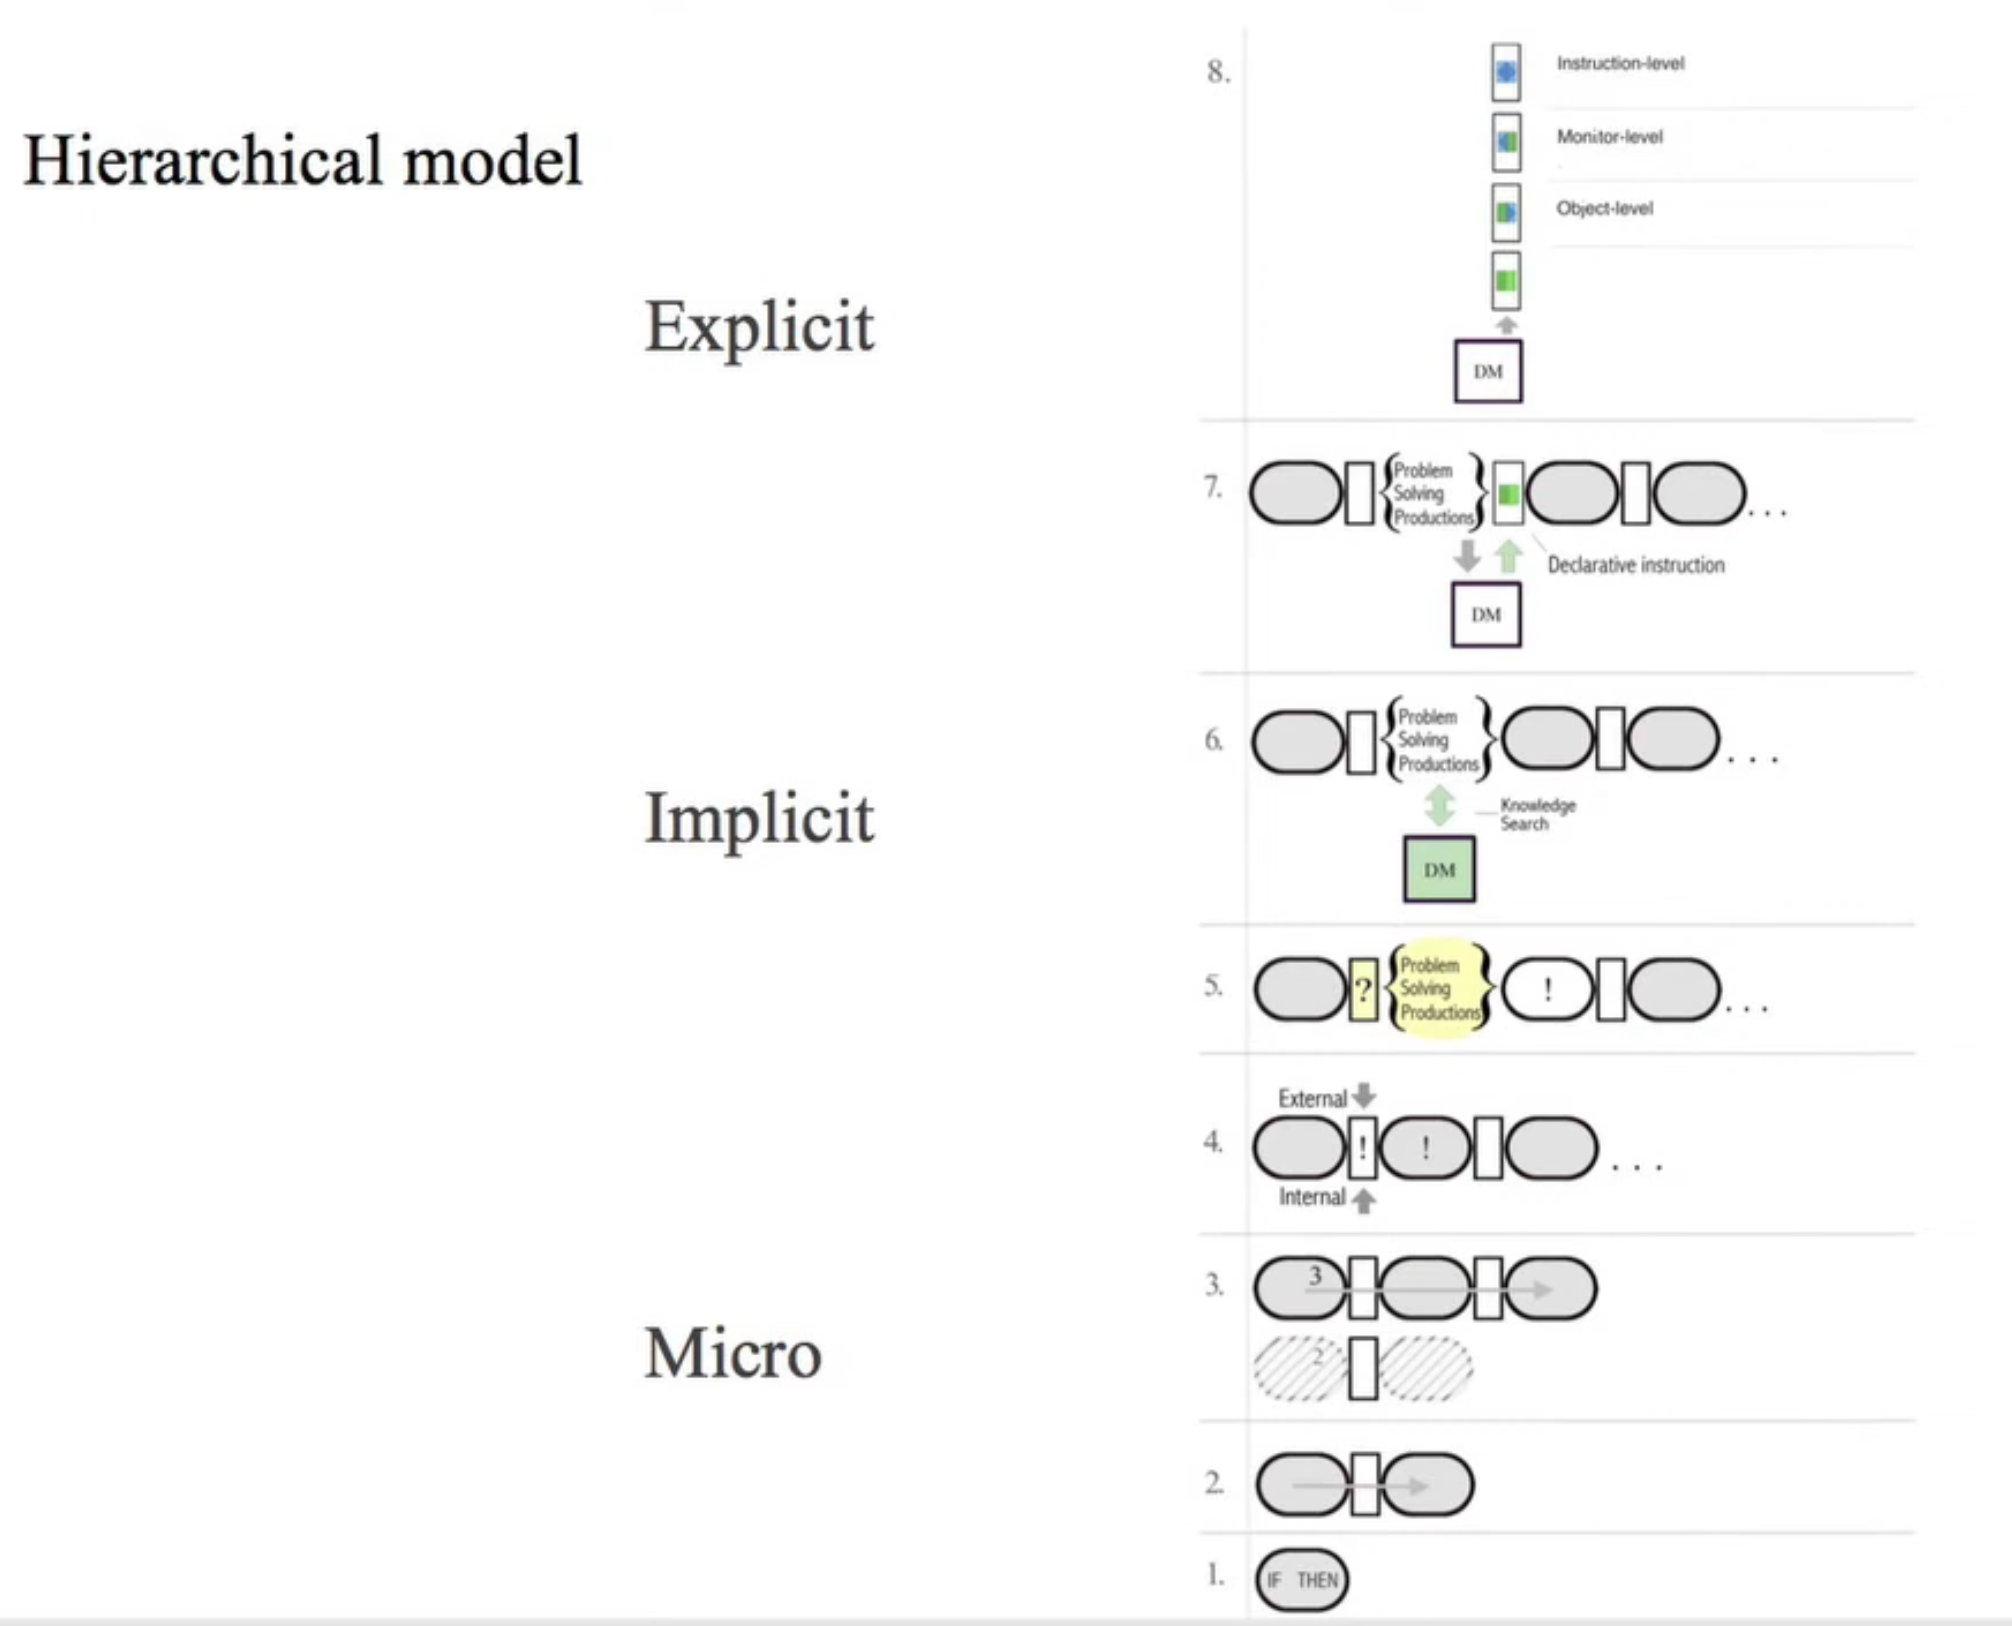 Hierarchical model
Explicit
Implicit
Micro
8.
Instruction-level
Monitor-level
Object-level
DM
7.
Problem
Solving
Productions
...
Declarative instruction
DM
6.
Problem
Solving
Productions
...
Knowledge
Search
DM
5.
?
Problem
Solving
Productions
!
...
4.
External
!
!
...
Internal
3.
3
2
2.
1.
IF THEN